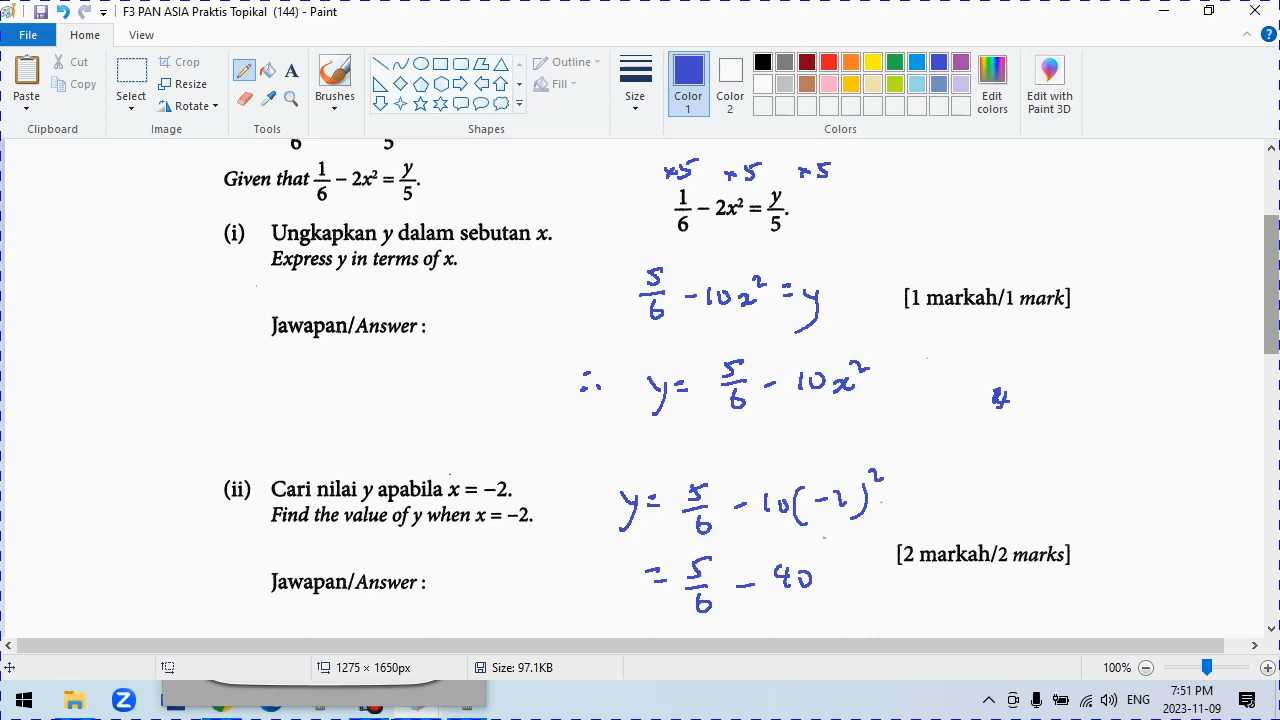 F3 PAN ASIA Praktis Topikal (144) - Paint
File Home View
Paste Cut Copy
Select Crop Resize Rotate
A
Brushes
Outline Fill
Size
Color 1
Color 2
Edit colors
Edit with Paint 3D
Clipboard Image Tools Shapes Colors
6 5
Given that 1/6 − 2x² = y/5.
×5 ×5 ×5
1/6 − 2x² = y/5.
(i) Ungkapkan y dalam sebutan x.
Express y in terms of x.
5/6 − 10x² = y
[1 markah/1 mark]
Jawapan/Answer :
∴ y = 5/6 − 10x²
(ii) Cari nilai y apabila x = −2.
Find the value of y when x = −2.
y = 5/6 − 10(−2)²
[2 markah/2 marks]
Jawapan/Answer :
= 5/6 − 40
1275 × 1650px
Size: 97.1KB
100%
ENG
7:51 PM
2023-11-09